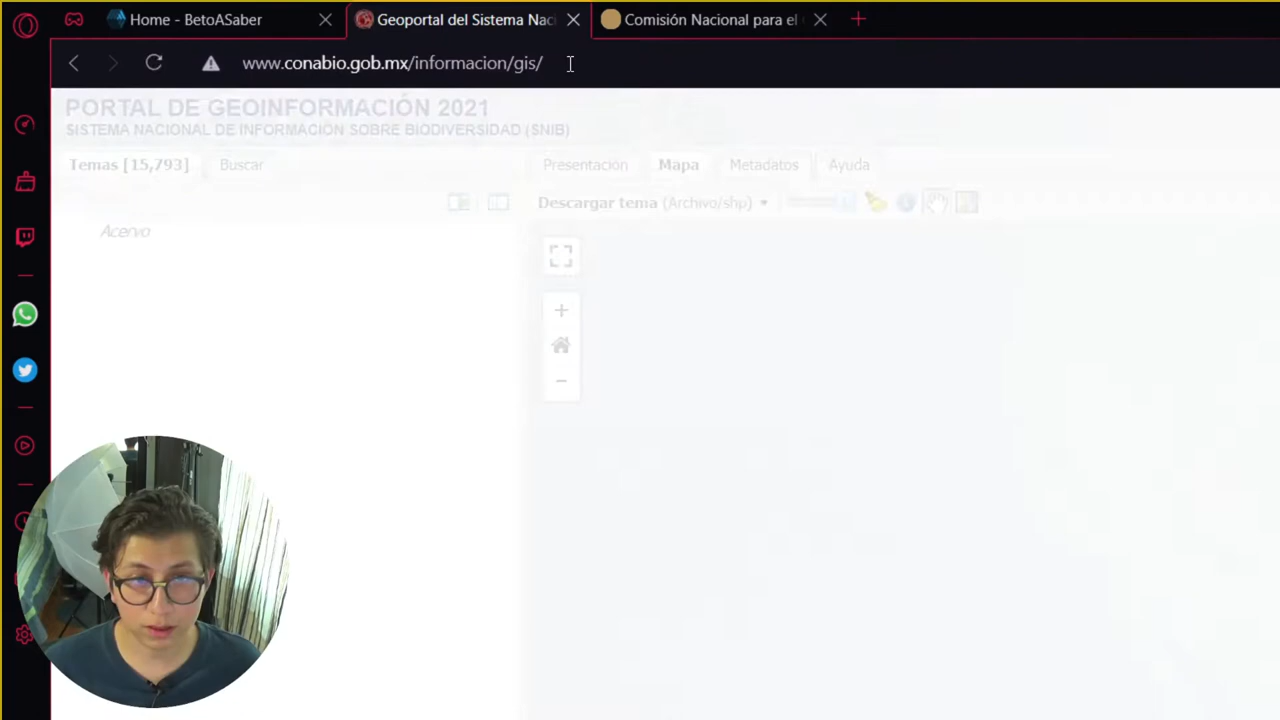 Home - BetoASaber
Geoportal del Sistema Nac
Comisión Nacional para el
www.conabio.gob.mx/informacion/gis/
PORTAL DE GEOINFORMACIÓN 2021
SISTEMA NACIONAL DE INFORMACIÓN SOBRE BIODIVERSIDAD (SNIB)
Temas [15,793]
Buscar
Presentación
Mapa
Metadatos
Ayuda
Descargar tema (Archivo/shp)
Acervo